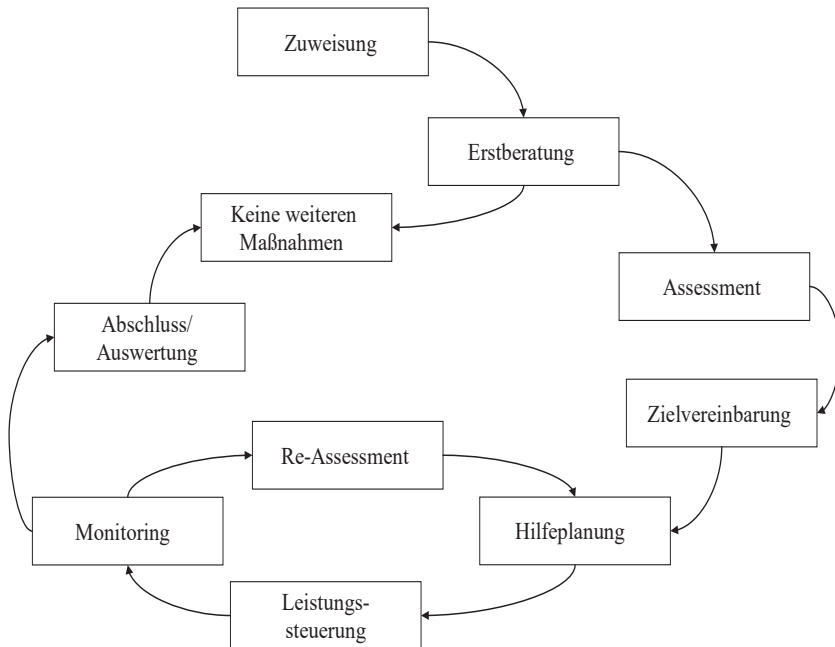 Zuweisung
Erstberatung
Keine weiteren
Maßnahmen
Assessment
Abschluss/
Auswertung
Zielvereinbarung
Re-Assessment
Monitoring
Hilfeplanung
Leistungs-
steuerung